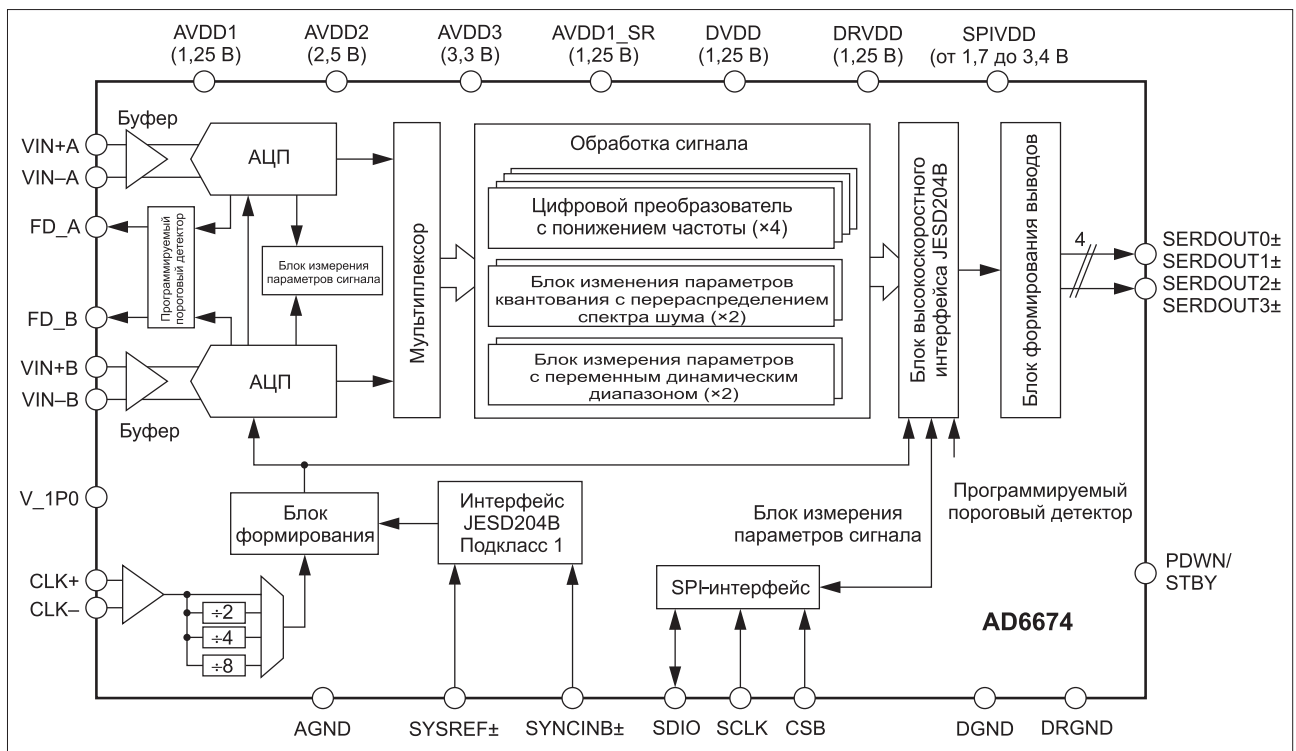 AVDD1
(1,25 В)
AVDD2
(2,5 В)
AVDD3
(3,3 В)
AVDD1_SR
(1,25 В)
DVDD
(1,25 В)
DRVDD
(1,25 В)
SPIVDD
(от 1,7 до 3,4 В
Буфер
VIN+A
VIN–A
АЦП
FD_A
Программируемый
пороговый детектор
Блок измерения
параметров сигнала
FD_B
VIN+B
VIN–B
АЦП
Буфер
Мультиплексор
Обработка сигнала
Цифровой преобразователь
с понижением частоты (×4)
Блок изменения параметров
квантования с перераспределением
спектра шума (×2)
Блок измерения параметров
с переменным динамическим
диапазоном (×2)
Блок высокоскоростного
интерфейса JESD204B
Блок формирования выводов
4
SERDOUT0±
SERDOUT1±
SERDOUT2±
SERDOUT3±
V_1P0
Блок
формирования
Интерфейс
JESD204B
Подкласс 1
Блок измерения
параметров сигнала
Программируемый
пороговый детектор
CLK+
CLK–
÷2
÷4
÷8
SPI-интерфейс
PDWN/
STBY
AD6674
AGND
SYSREF±
SYNCINB±
SDIO
SCLK
CSB
DGND
DRGND